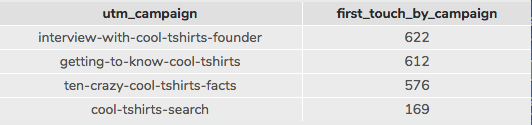 utm_campaign first_touch_by_campaign
interview-with-cool-tshirts-founder 622
getting-to-know-cool-tshirts 612
ten-crazy-cool-tshirts-facts 576
cool-tshirts-search 169